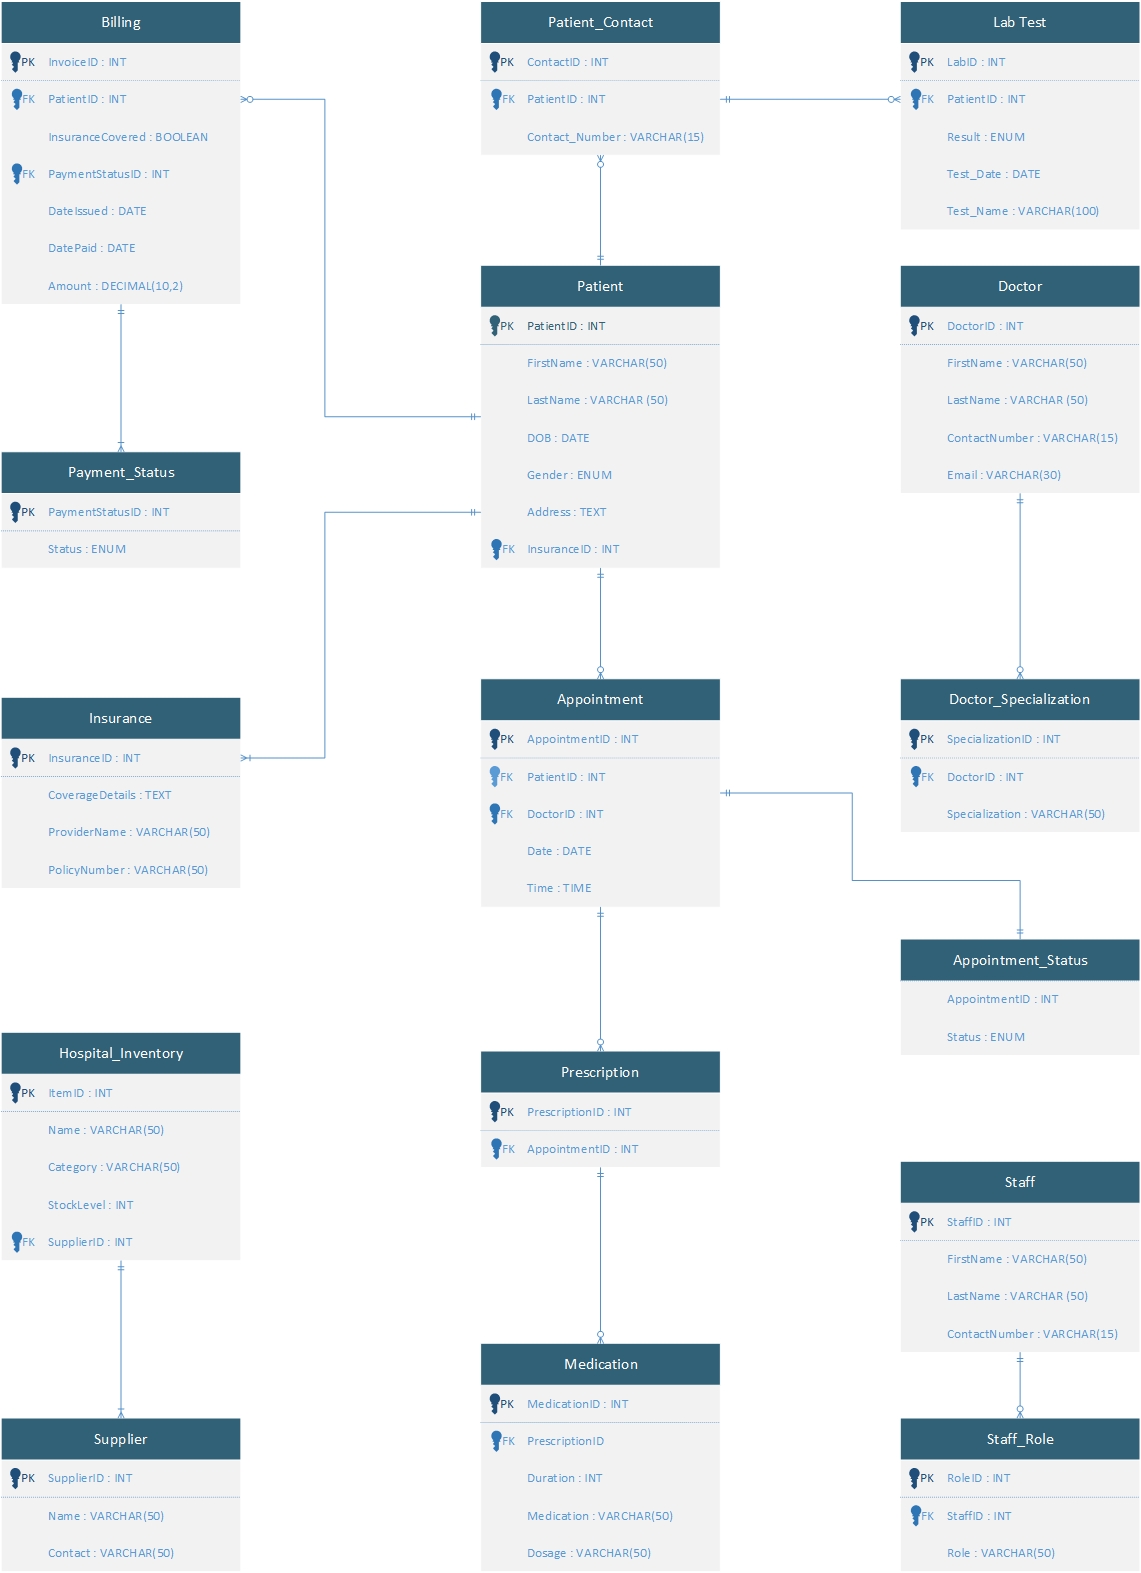 Billing
PK InvoiceID : INT
FK PatientID : INT
InsuranceCovered : BOOLEAN
FK PaymentStatusID : INT
DateIssued : DATE
DatePaid : DATE
Amount : DECIMAL(10,2)
Patient_Contact
PK ContactID : INT
FK PatientID : INT
Contact_Number : VARCHAR(15)
Lab Test
PK LabID : INT
FK PatientID : INT
Result : ENUM
Test_Date : DATE
Test_Name : VARCHAR(100)
Patient
PK PatientID : INT
FirstName : VARCHAR(50)
LastName : VARCHAR (50)
DOB : DATE
Gender : ENUM
Address : TEXT
FK InsuranceID : INT
Doctor
PK DoctorID : INT
FirstName : VARCHAR(50)
LastName : VARCHAR (50)
ContactNumber : VARCHAR(15)
Email : VARCHAR(30)
Payment_Status
PK PaymentStatusID : INT
Status : ENUM
Insurance
PK InsuranceID : INT
CoverageDetails : TEXT
ProviderName : VARCHAR(50)
PolicyNumber : VARCHAR(50)
Appointment
PK AppointmentID : INT
FK PatientID : INT
FK DoctorID : INT
Date : DATE
Time : TIME
Doctor_Specialization
PK SpecializationID : INT
FK DoctorID : INT
Specialization : VARCHAR(50)
Appointment_Status
AppointmentID : INT
Status : ENUM
Hospital_Inventory
PK ItemID : INT
Name : VARCHAR(50)
Category : VARCHAR(50)
StockLevel : INT
FK SupplierID : INT
Prescription
PK PrescriptionID : INT
FK AppointmentID : INT
Staff
PK StaffID : INT
FirstName : VARCHAR(50)
LastName : VARCHAR (50)
ContactNumber : VARCHAR(15)
Supplier
PK SupplierID : INT
Name : VARCHAR(50)
Contact : VARCHAR(50)
Medication
PK MedicationID : INT
FK PrescriptionID
Duration : INT
Medication : VARCHAR(50)
Dosage : VARCHAR(50)
Staff_Role
PK RoleID : INT
FK StaffID : INT
Role : VARCHAR(50)